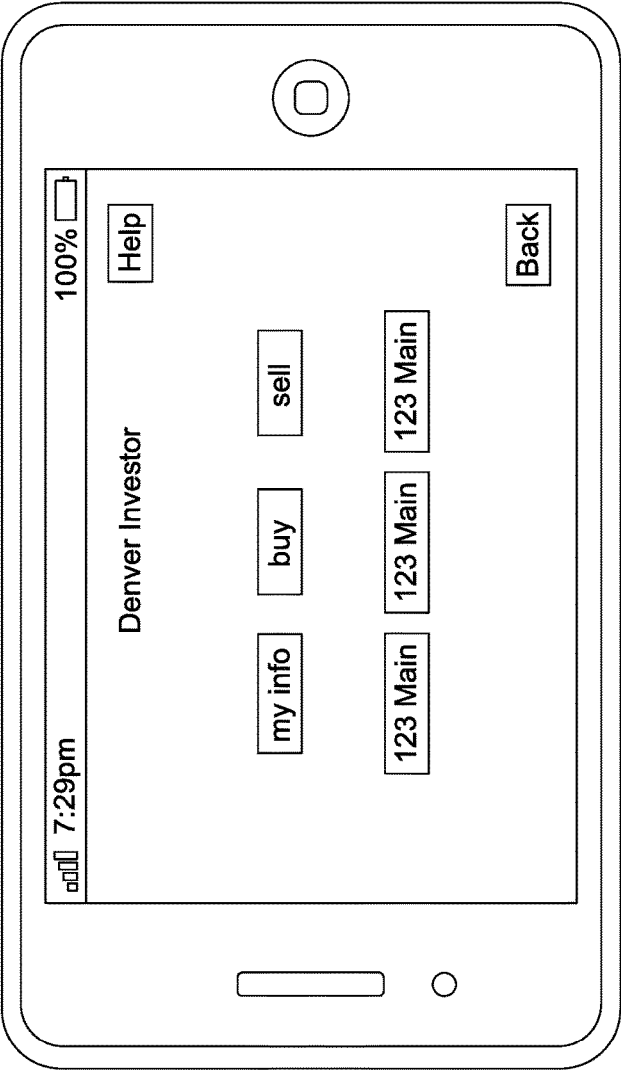 7:29pm 100%
Help
Denver Investor
my info buy sell
123 Main 123 Main 123 Main
Back